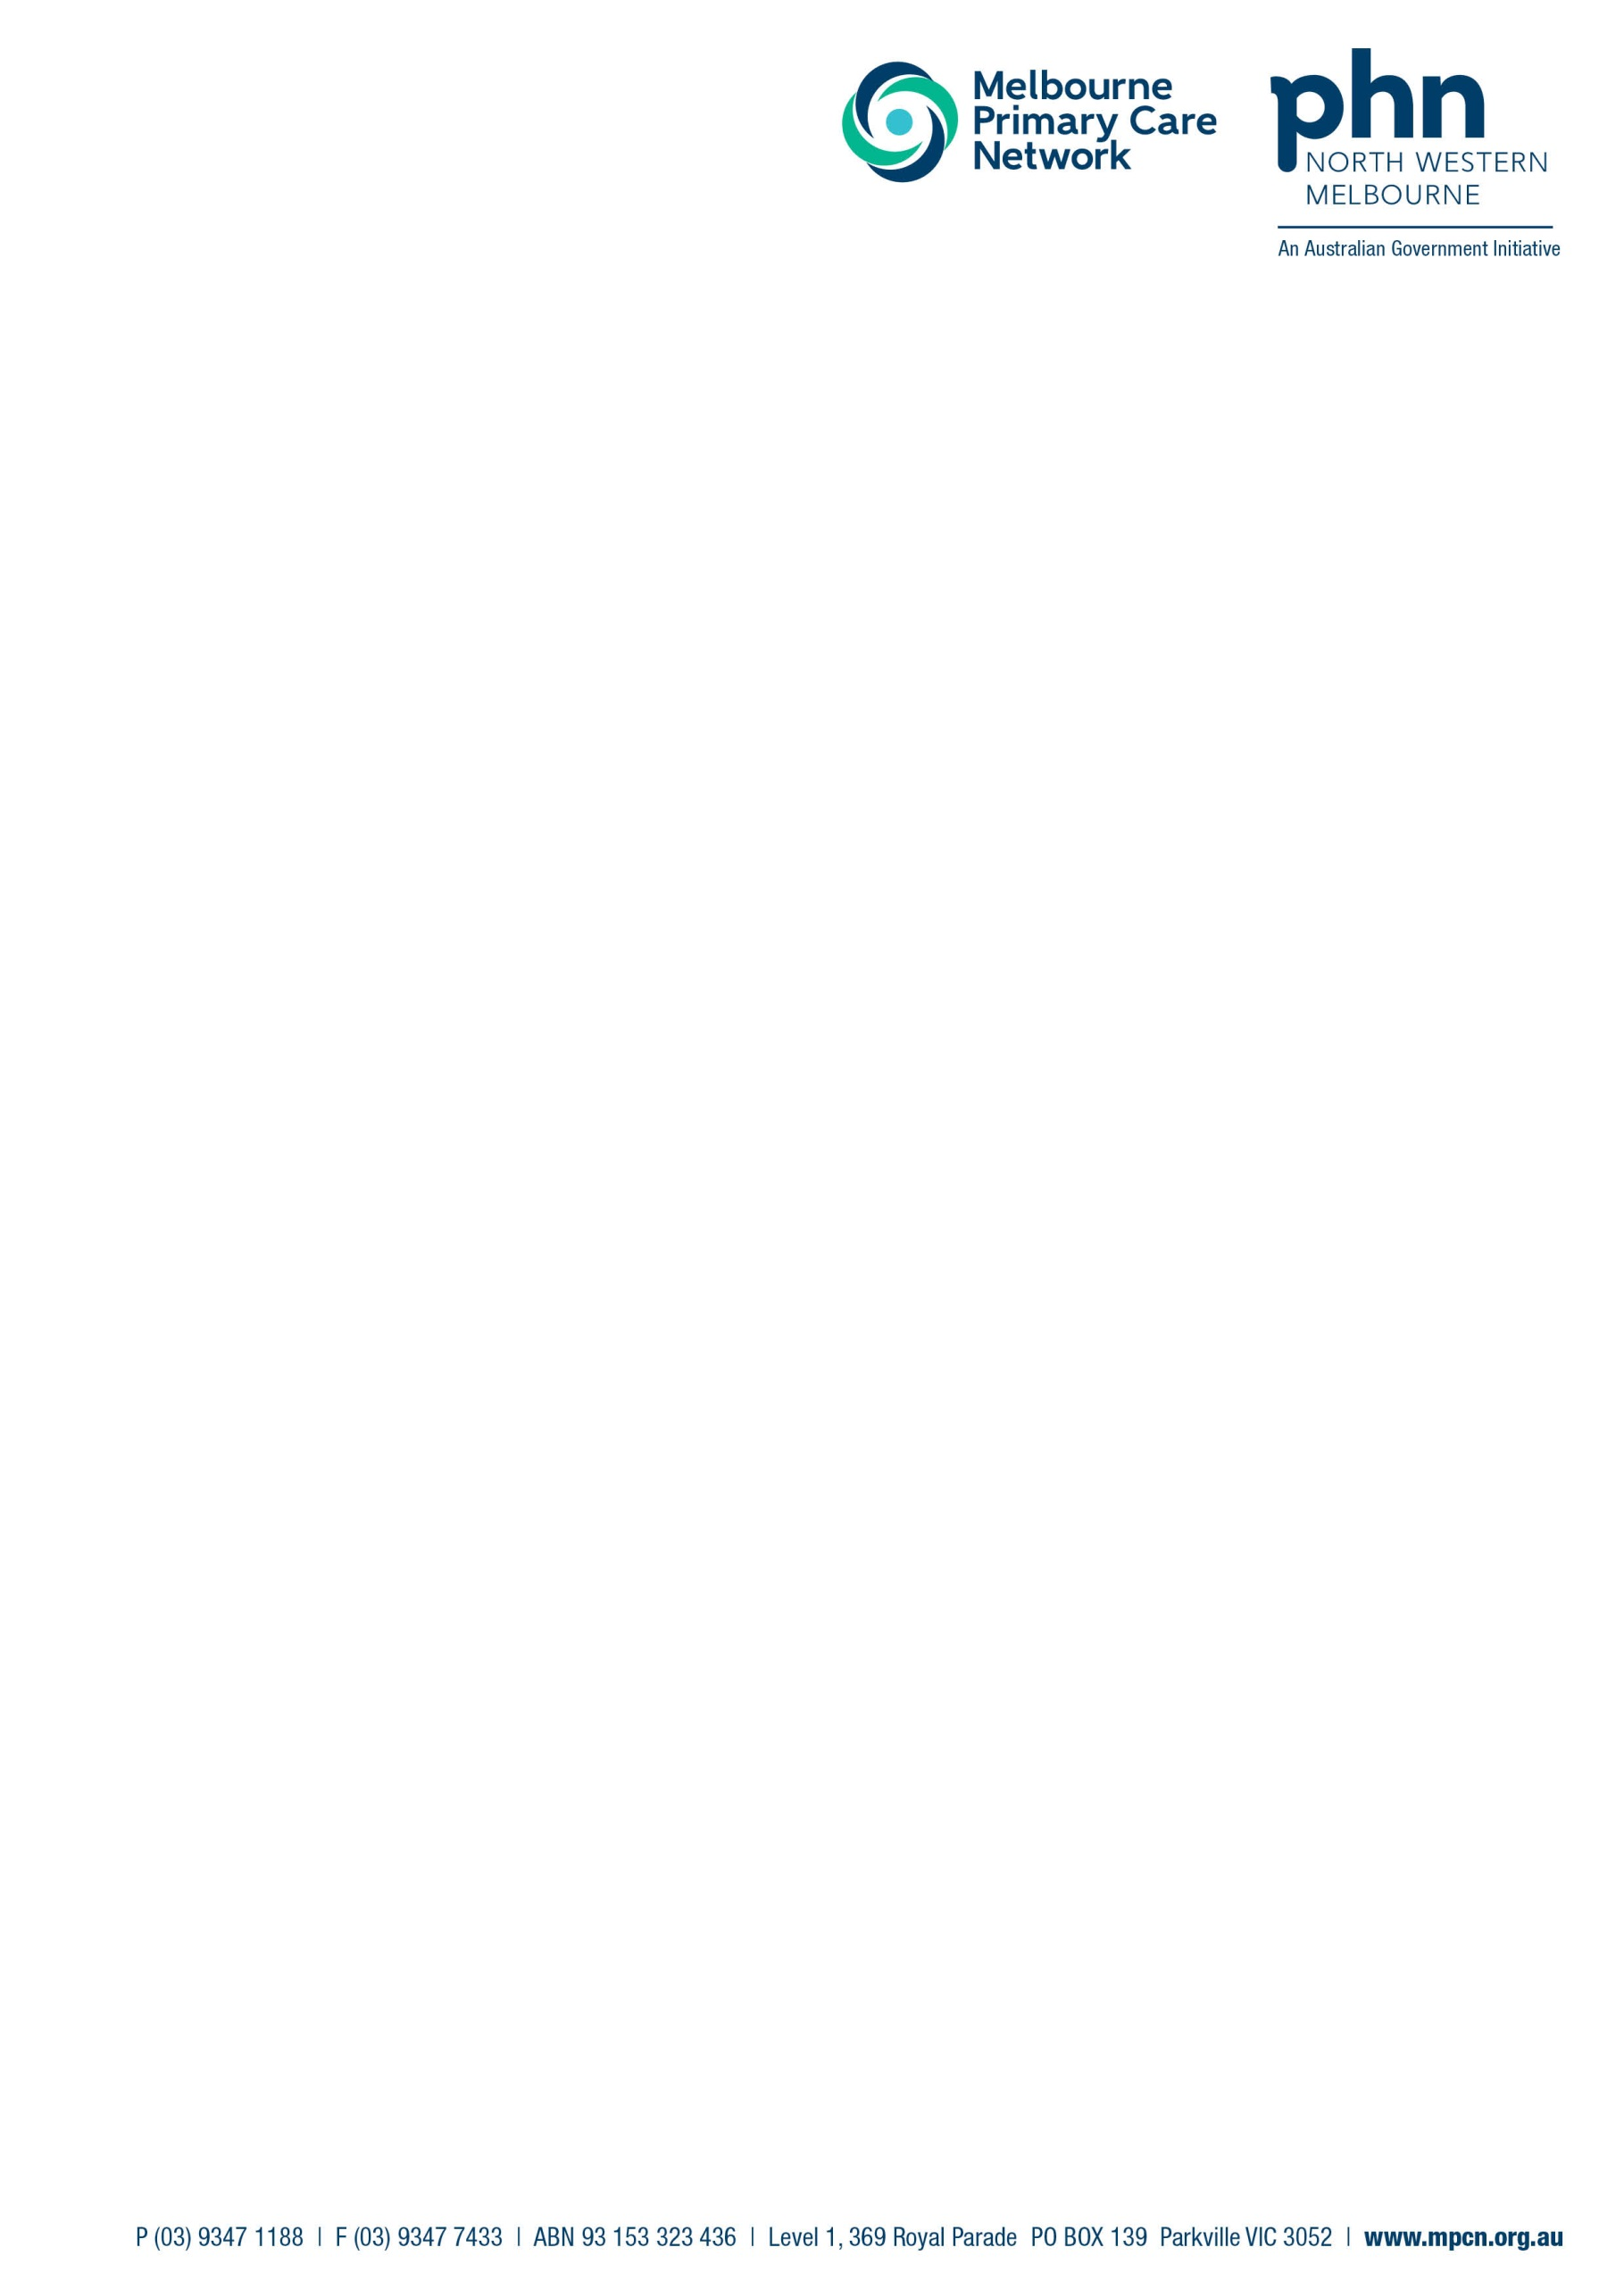 Melbourne
Primary Care
Network
phn
NORTH WESTERN
MELBOURNE
An Australian Government Initiative
P (03) 9347 1188 | F (03) 9347 7433 | ABN 93 153 323 436 | Level 1, 369 Royal Parade PO BOX 139 Parkville VIC 3052 | www.mpcn.org.au